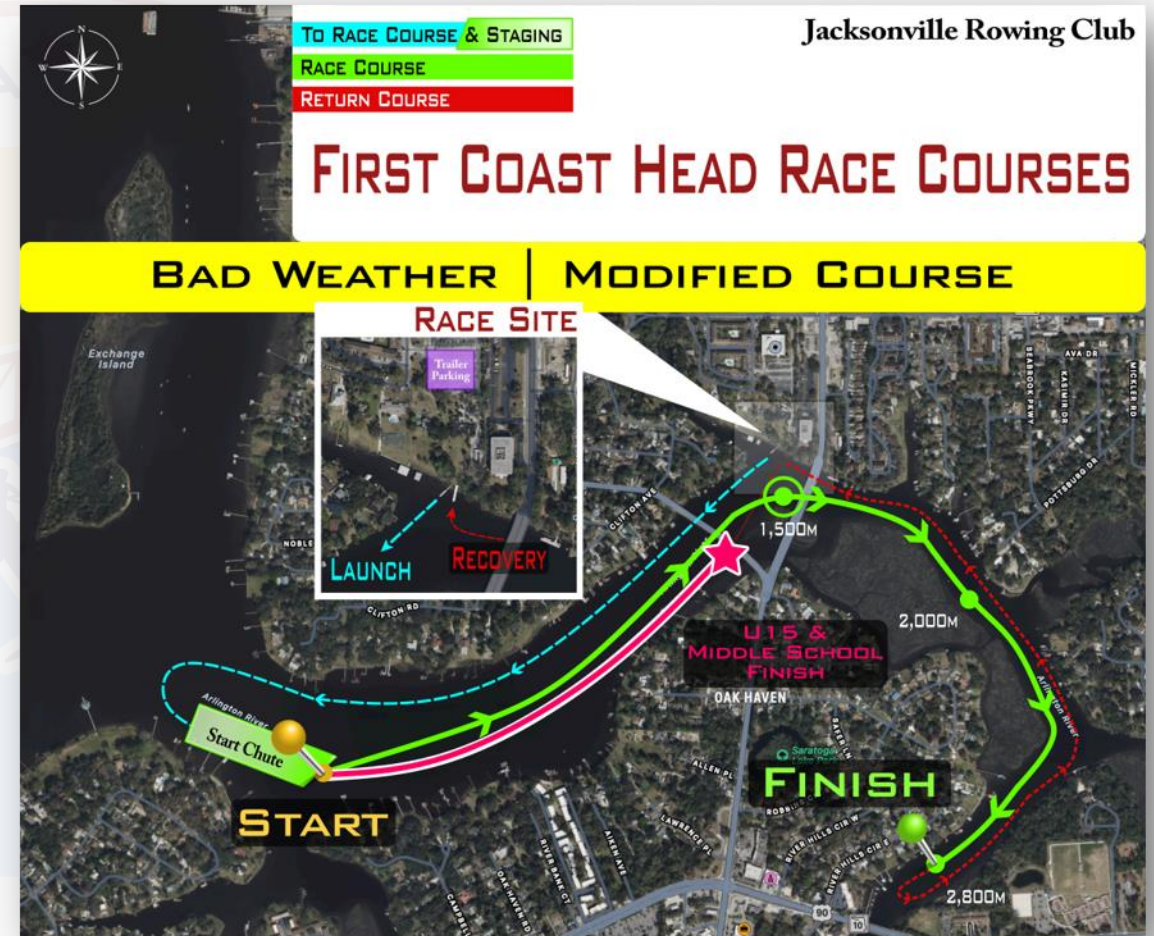 N
W
E
S
To Race Course & Staging
Race Course
Return Course
Jacksonville Rowing Club
First Coast Head Race Courses
Bad Weather | Modified Course
Race Site
Trailer
Parking
Launch
Recovery
Exchange
Island
SEABROOK PKWY
AVA DR
KASIMIR DR
MICKLER RD
POTTSBURG DR
CLIFTON AVE
NOBLE
CLIFTON RD
1,500m
2,000m
U15 &
Middle School
Finish
OAK HAVEN
Arlington River
Arlington River
Start Chute
Start
Saratoga
Lake Park
SAFER LN
ALLEN PL
Finish
LAWRENCE PL
RIVER HILLS CIR W
RIVER HILLS CIR E
AIKEN AVE
RIVER BANK CT
OAK HAVEN RD
CAMPBEL
90
10
2,800m